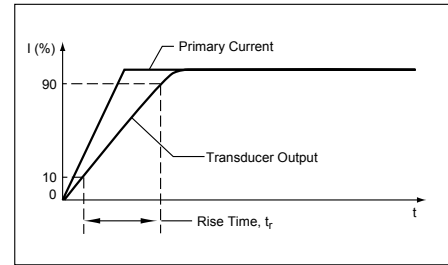 I (%)
Primary Current
90
Transducer Output
10
0
t
Rise Time, tr